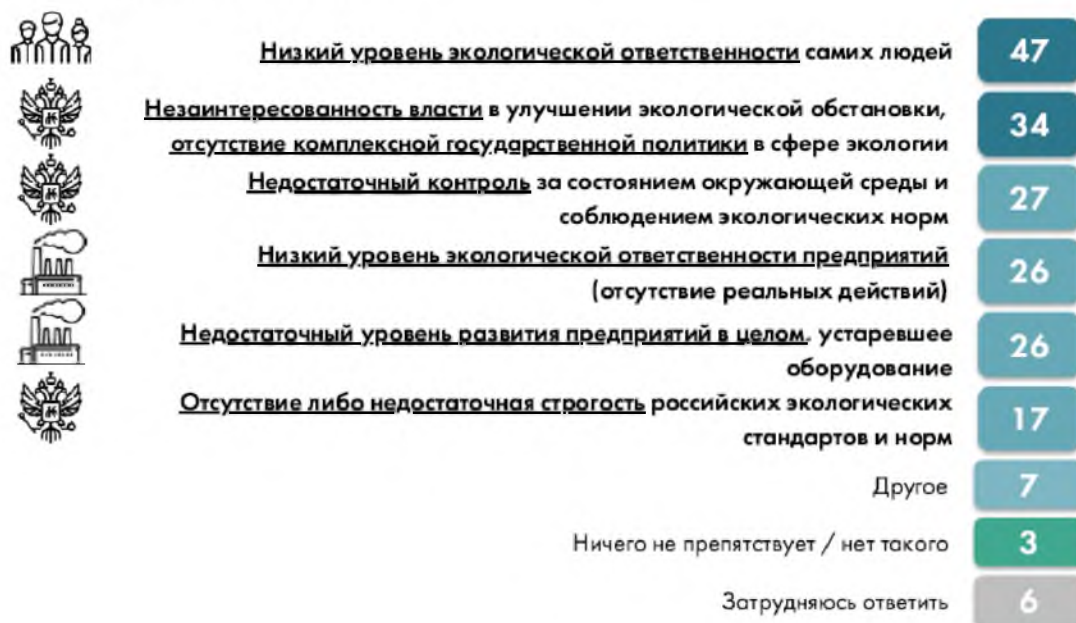 Низкий уровень экологической ответственности самих людей 47
Незаинтересованность власти в улучшении экологической обстановки,
отсутствие комплексной государственной политики в сфере экологии 34
Недостаточный контроль за состоянием окружающей среды и
соблюдением экологических норм 27
Низкий уровень экологической ответственности предприятий
(отсутствие реальных действий) 26
Недостаточный уровень развития предприятий в целом, устаревшее
оборудование 26
Отсутствие либо недостаточная строгость российских экологических
стандартов и норм 17
Другое 7
Ничего не препятствует / нет такого 3
Затрудняюсь ответить 6